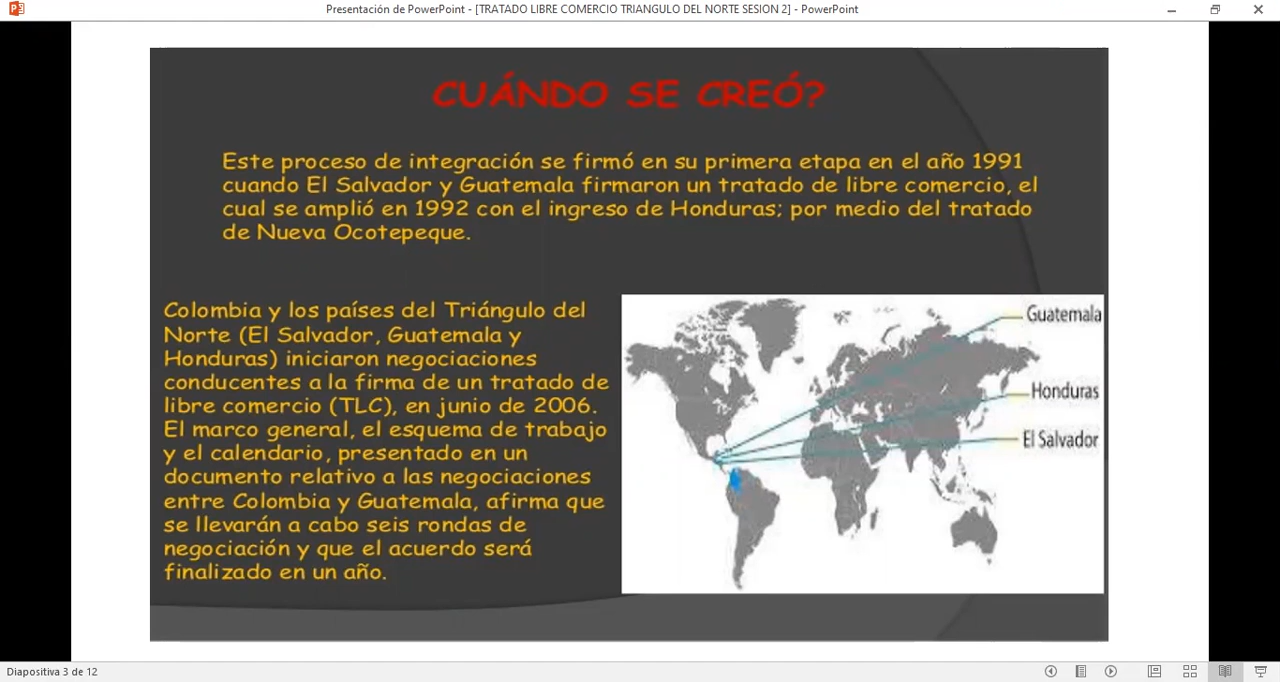 Presentación de PowerPoint - [TRATADO LIBRE COMERCIO TRIANGULO DEL NORTE SESION 2] - PowerPoint
CUÁNDO SE CREÓ?
Este proceso de integración se firmó en su primera etapa en el año 1991
cuando El Salvador y Guatemala firmaron un tratado de libre comercio, el
cual se amplió en 1992 con el ingreso de Honduras; por medio del tratado
de Nueva Ocotepeque.
Colombia y los países del Triángulo del
Norte (El Salvador, Guatemala y
Honduras) iniciaron negociaciones
conducentes a la firma de un tratado de
libre comercio (TLC), en junio de 2006.
El marco general, el esquema de trabajo
y el calendario, presentado en un
documento relativo a las negociaciones
entre Colombia y Guatemala, afirma que
se llevarán a cabo seis rondas de
negociación y que el acuerdo será
finalizado en un año.
Guatemala
Honduras
El Salvador
Diapositiva 3 de 12